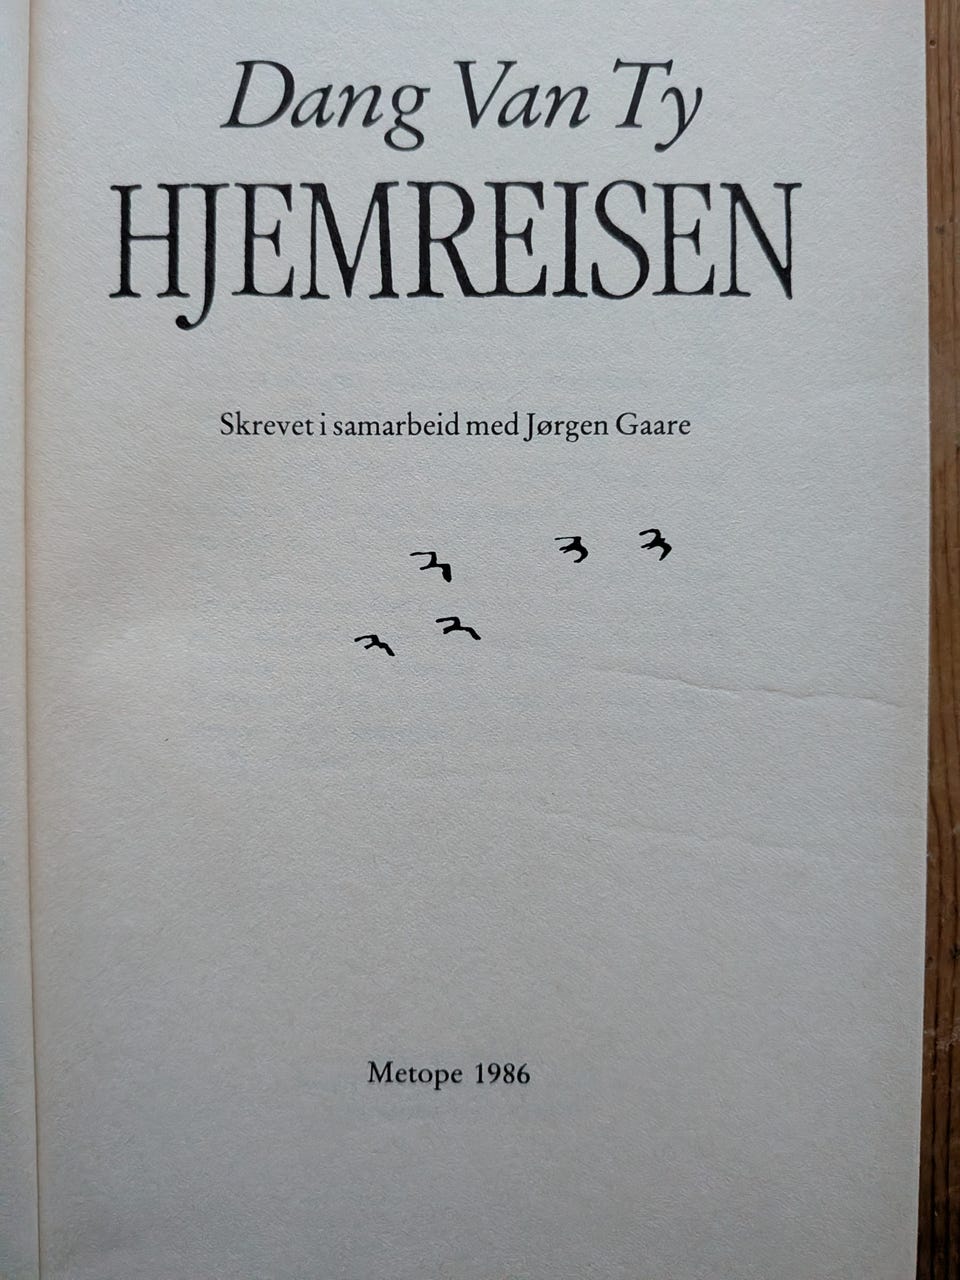 Dang Van Ty
HJEMREISEN
Skrevet i samarbeid med Jørgen Gaare
Metope 1986